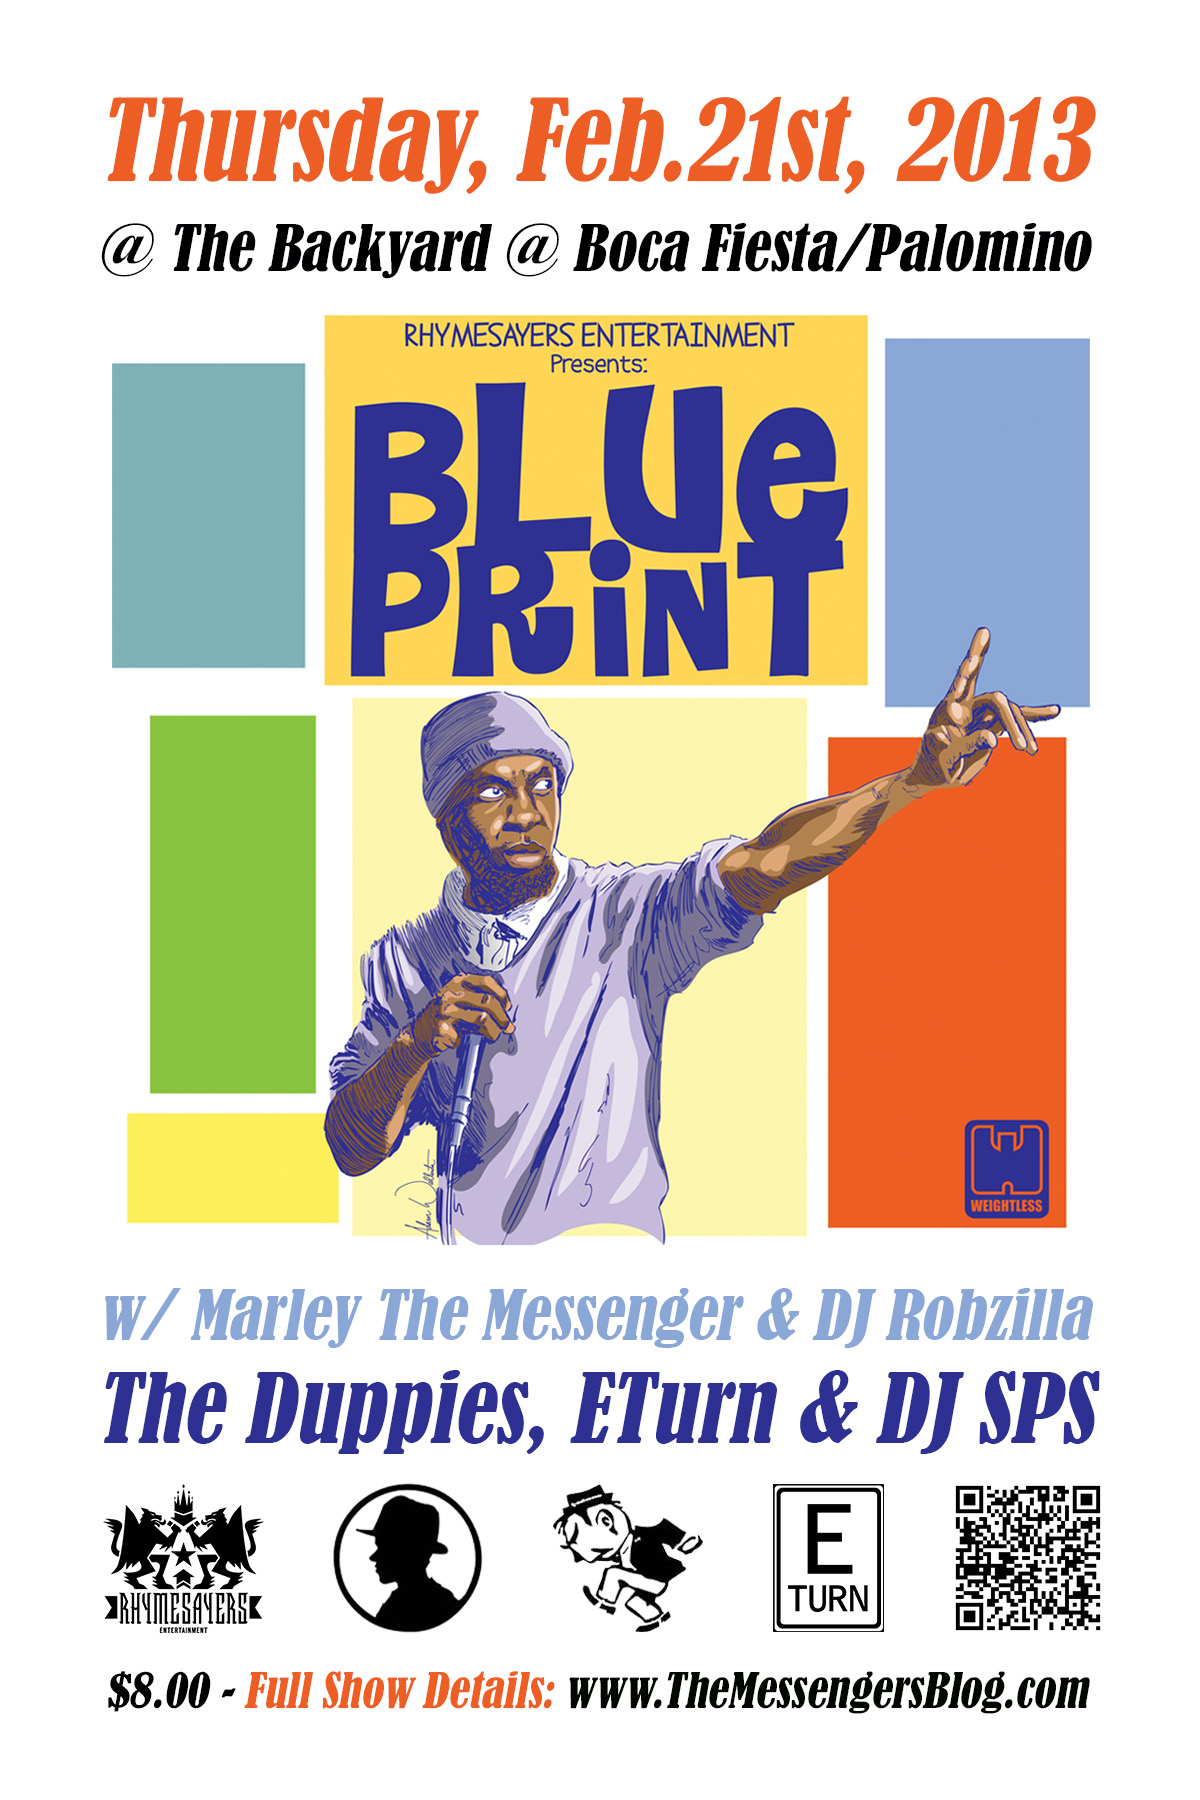 Thursday, Feb.21st, 2013
@ The Backyard @ Boca Fiesta/Palomino
RHYMESAYERS ENTERTAINMENT
Presents:
BLUe
PRiNT
WEIGHTLESS
w/ Marley The Messenger & DJ Robzilla
The Duppies, ETurn & DJ SPS
RHYMESAYERS
ENTERTAINMENT
E
TURN
$8.00 - Full Show Details: www.TheMessengersBlog.com